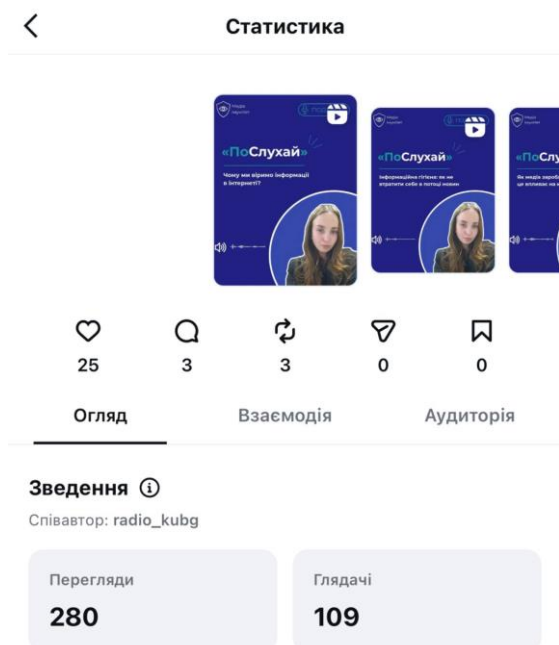 Статистика
«ПоСлухай»
Чому ми віримо інформації
в інтернеті?
«ПоСлухай»
Інформаційна гігієна: як не
втратити себе в потоці новин
«ПоСлу
25
3
3
0
0
Огляд
Взаємодія
Аудиторія
Зведення
Співавтор: radio_kubg
Перегляди
Глядачі
280
109